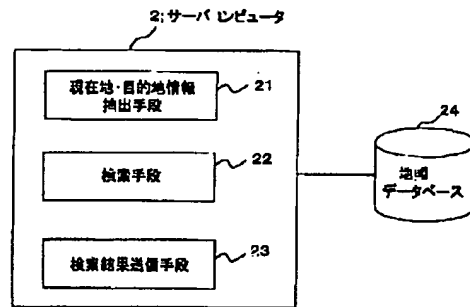 2;サーバコンピュータ
現在地・目的地情報
抽出手段
21
検索手段
22
検索結果送信手段
23
24
地図
データベース